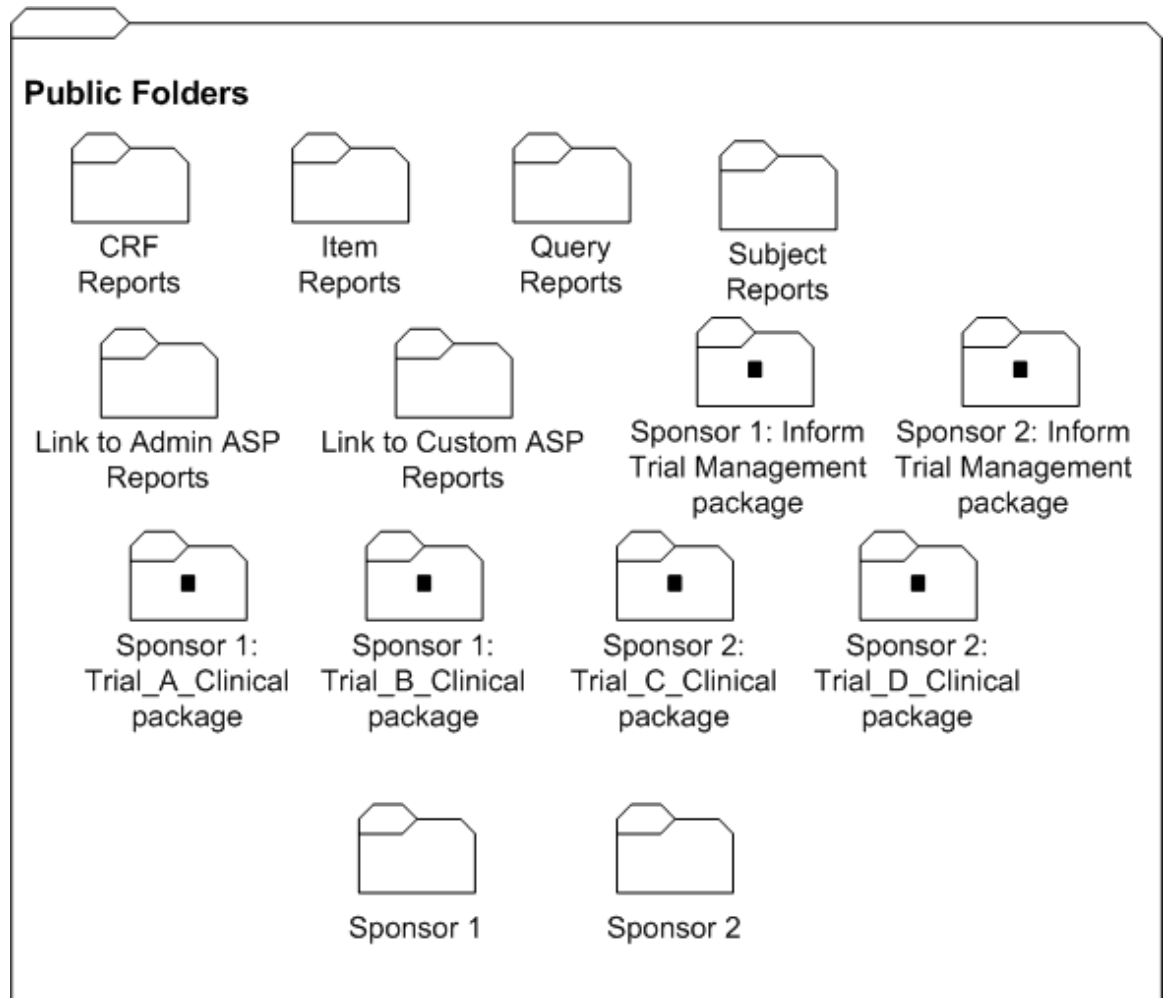 Public Folders
CRF
Reports
Item
Reports
Query
Reports
Subject
Reports
Link to Admin ASP
Reports
Link to Custom ASP
Reports
Sponsor 1: Inform
Trial Management
package
Sponsor 2: Inform
Trial Management
package
Sponsor 1:
Trial_A_Clinical
package
Sponsor 1:
Trial_B_Clinical
package
Sponsor 2:
Trial_C_Clinical
package
Sponsor 2:
Trial_D_Clinical
package
Sponsor 1
Sponsor 2